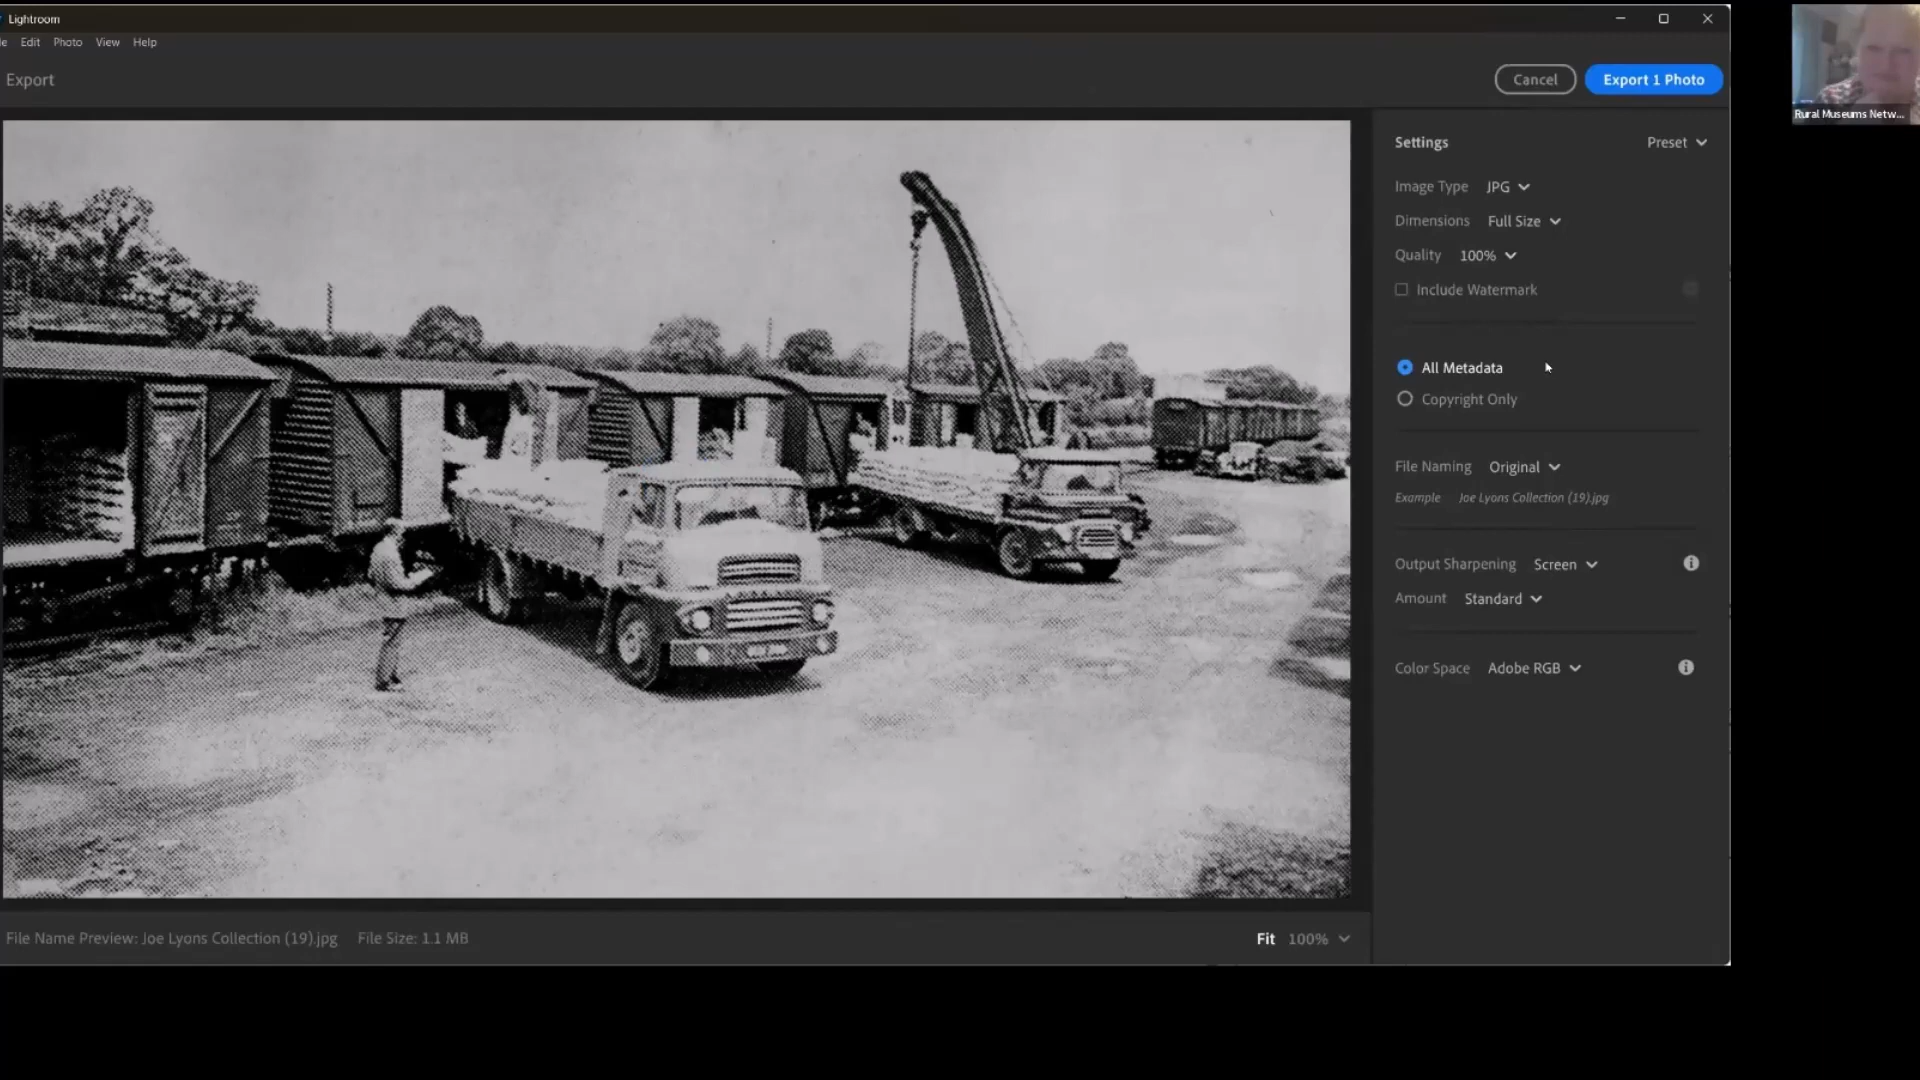 Lightroom
Edit Photo View Help
Export
Cancel
Export 1 Photo
Rural Museums Netw...
Settings
Preset
Image Type JPG
Dimensions Full Size
Quality 100%
Include Watermark
All Metadata
Copyright Only
File Naming Original
Example Joe Lyons Collection (19).jpg
Output Sharpening Screen
Amount Standard
Color Space Adobe RGB
File Name Preview: Joe Lyons Collection (19).jpg File Size: 1.1 MB
Fit 100%